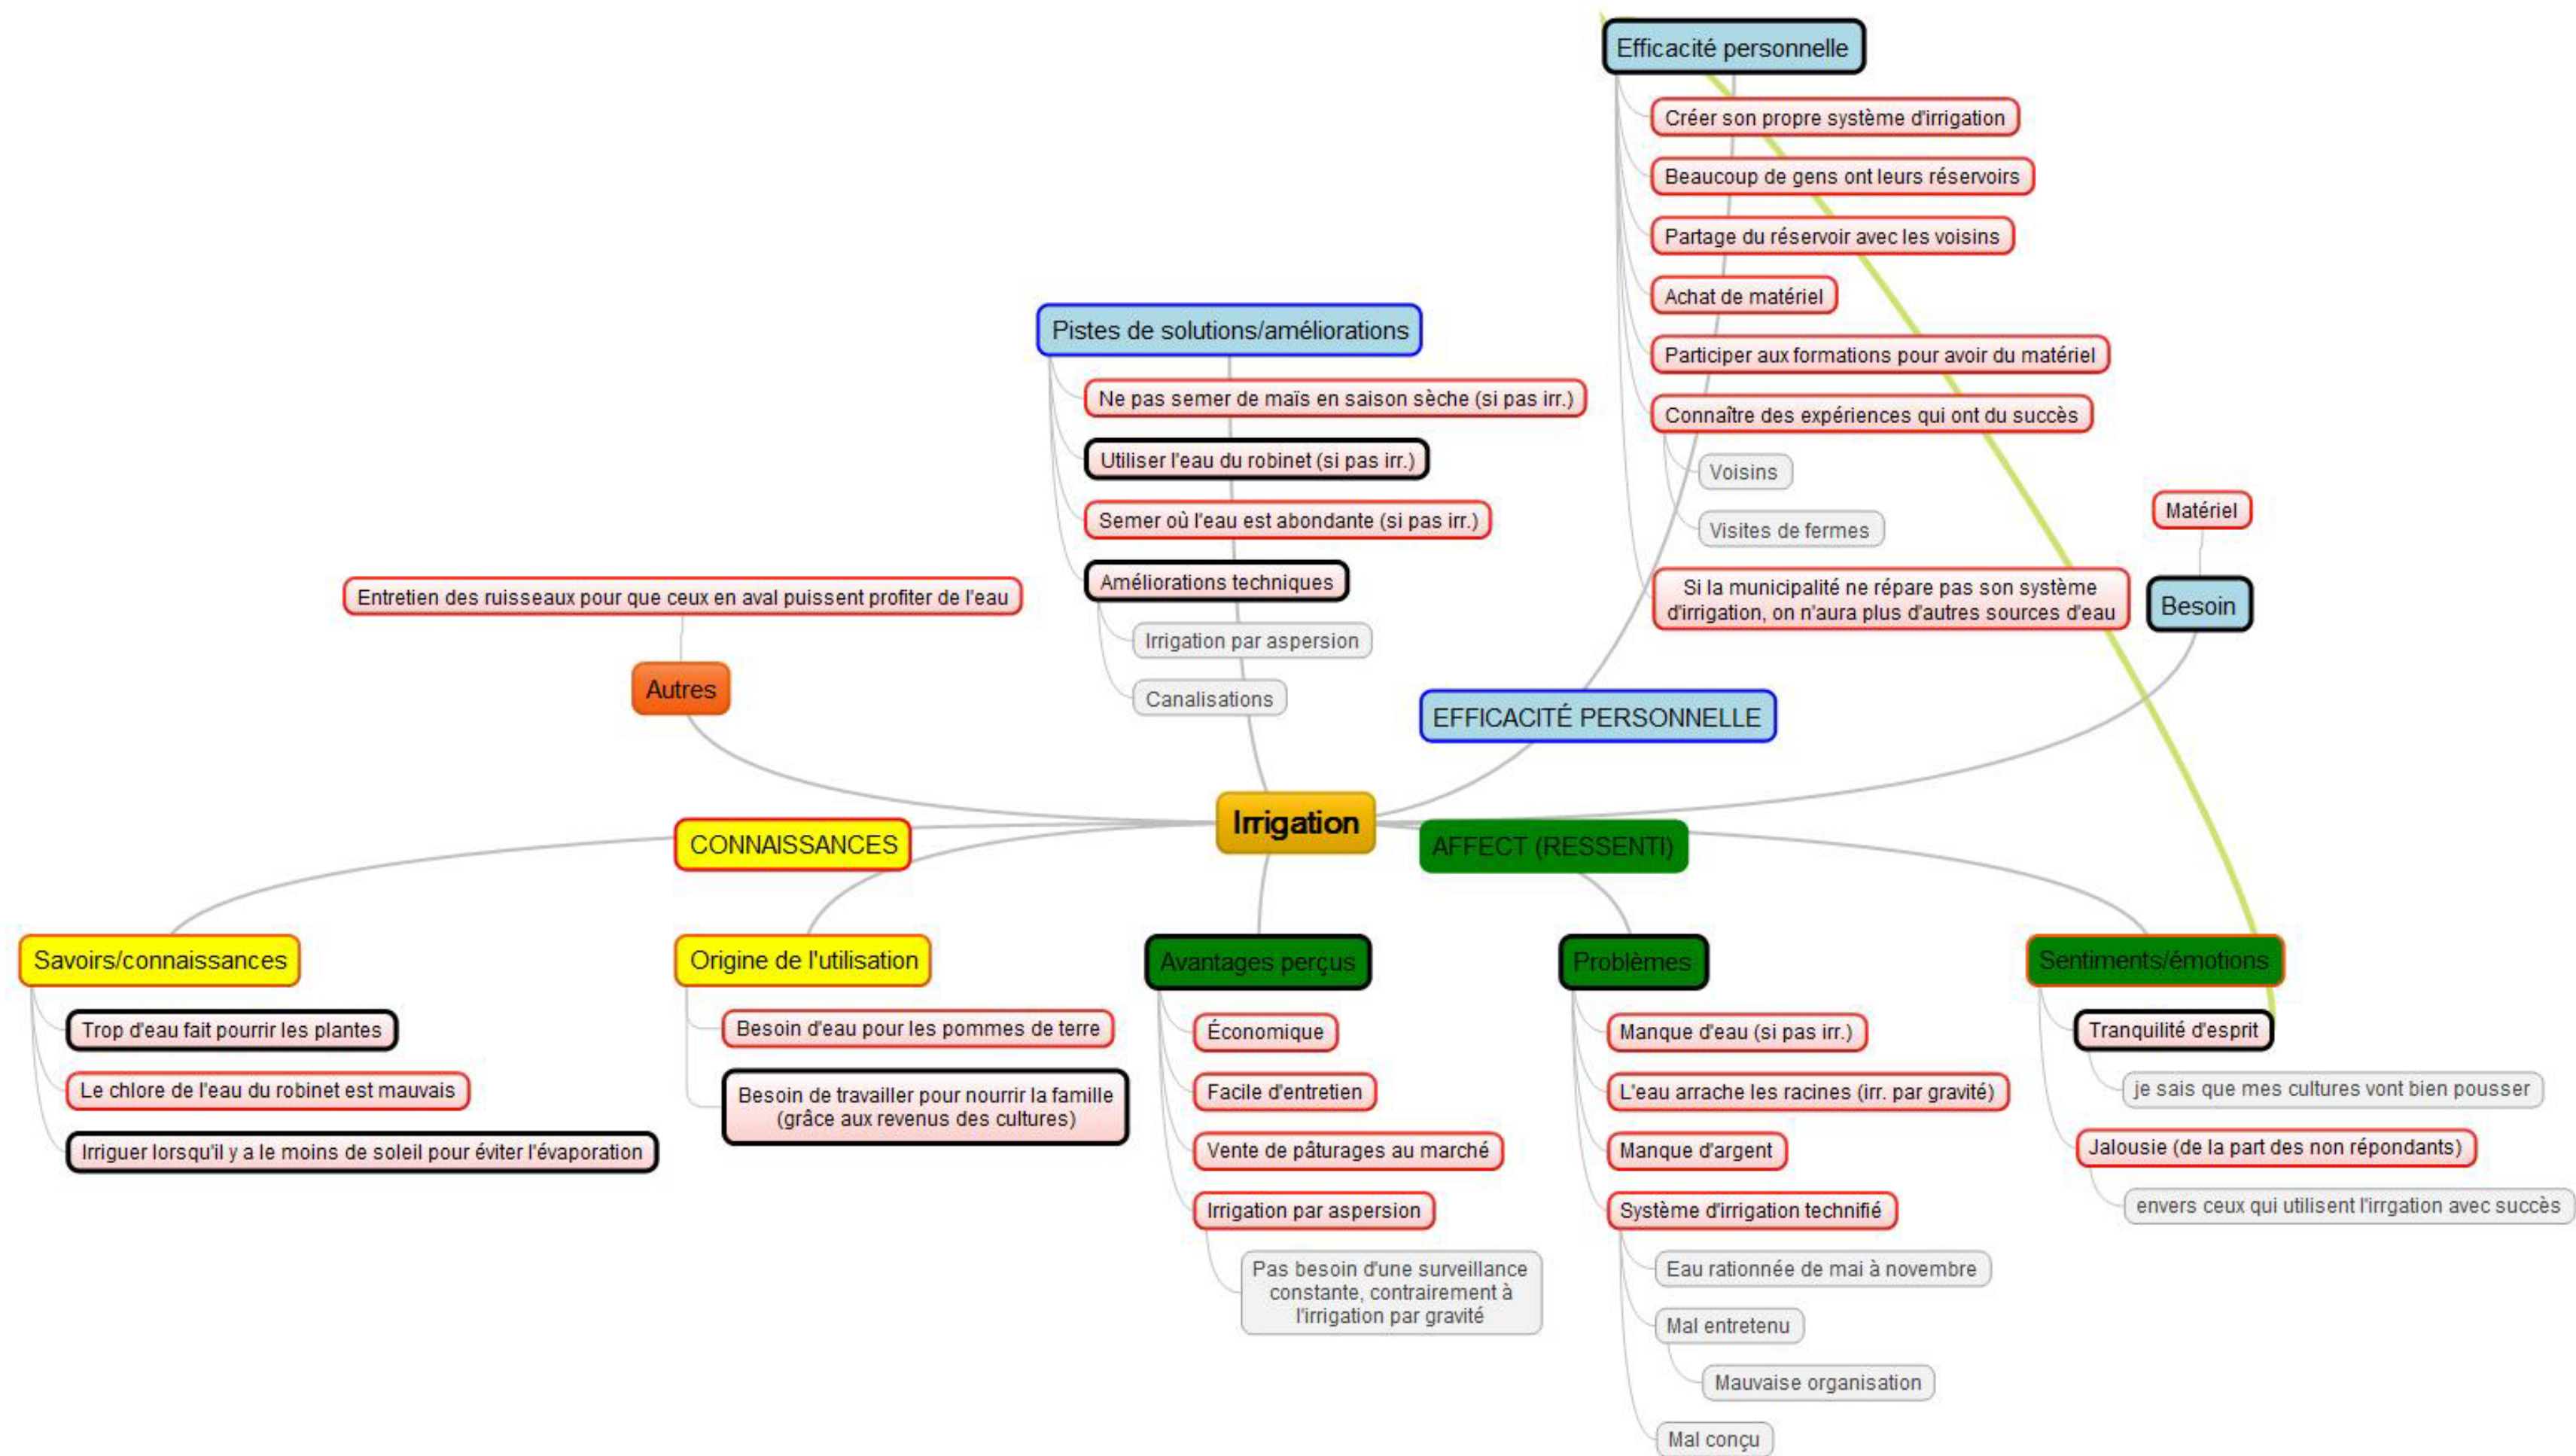 Efficacité personnelle
Créer son propre système d'irrigation
Beaucoup de gens ont leurs réservoirs
Partage du réservoir avec les voisins
Achat de matériel
Participer aux formations pour avoir du matériel
Connaître des expériences qui ont du succès
Voisins
Visites de fermes
Si la municipalité ne répare pas son système
d'irrigation, on n'aura plus d'autres sources d'eau
Pistes de solutions/améliorations
Ne pas semer de maïs en saison sèche (si pas irr.)
Utiliser l'eau du robinet (si pas irr.)
Semer où l'eau est abondante (si pas irr.)
Améliorations techniques
Irrigation par aspersion
Canalisations
Matériel
Besoin
Entretien des ruisseaux pour que ceux en aval puissent profiter de l'eau
Autres
EFFICACITÉ PERSONNELLE
Irrigation
CONNAISSANCES
AFFECT (RESSENTI)
Savoirs/connaissances
Trop d'eau fait pourrir les plantes
Le chlore de l'eau du robinet est mauvais
Irriguer lorsqu'il y a le moins de soleil pour éviter l'évaporation
Origine de l'utilisation
Besoin d'eau pour les pommes de terre
Besoin de travailler pour nourrir la famille
(grâce aux revenus des cultures)
Avantages perçus
Économique
Facile d'entretien
Vente de pâturages au marché
Irrigation par aspersion
Pas besoin d'une surveillance
constante, contrairement à
l'irrigation par gravité
Problèmes
Manque d'eau (si pas irr.)
L'eau arrache les racines (irr. par gravité)
Manque d'argent
Système d'irrigation technifié
Eau rationnée de mai à novembre
Mal entretenu
Mauvaise organisation
Mal conçu
Sentiments/émotions
Tranquilité d'esprit
je sais que mes cultures vont bien pousser
Jalousie (de la part des non répondants)
envers ceux qui utilisent l'irrgation avec succès